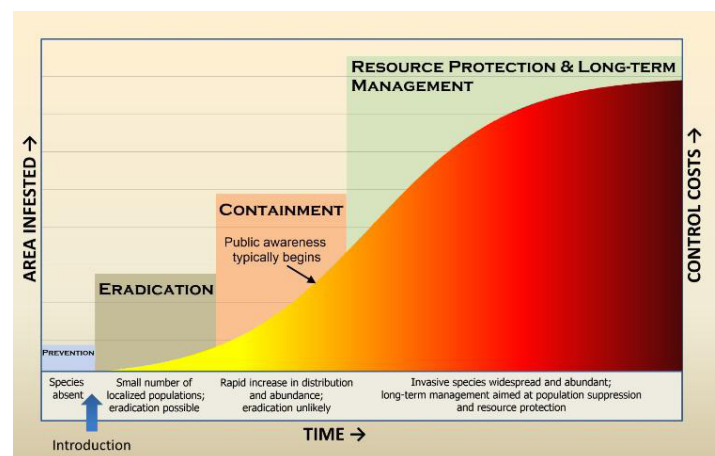 RESOURCE PROTECTION & LONG-TERM
MANAGEMENT
AREA INFESTED →
CONTROL COSTS →
CONTAINMENT
Public awareness
typically begins
ERADICATION
PREVENTION
Species
absent
Small number of
localized populations;
eradication possible
Rapid increase in distribution
and abundance;
eradication unlikely
Invasive species widespread and abundant;
long-term management aimed at population suppression
and resource protection
Introduction
TIME →